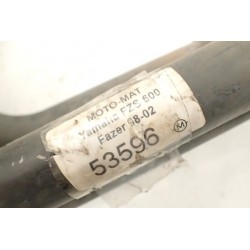 MOTO-MAT
Yamaha FZS 600
Fazer 98-02
53596
M